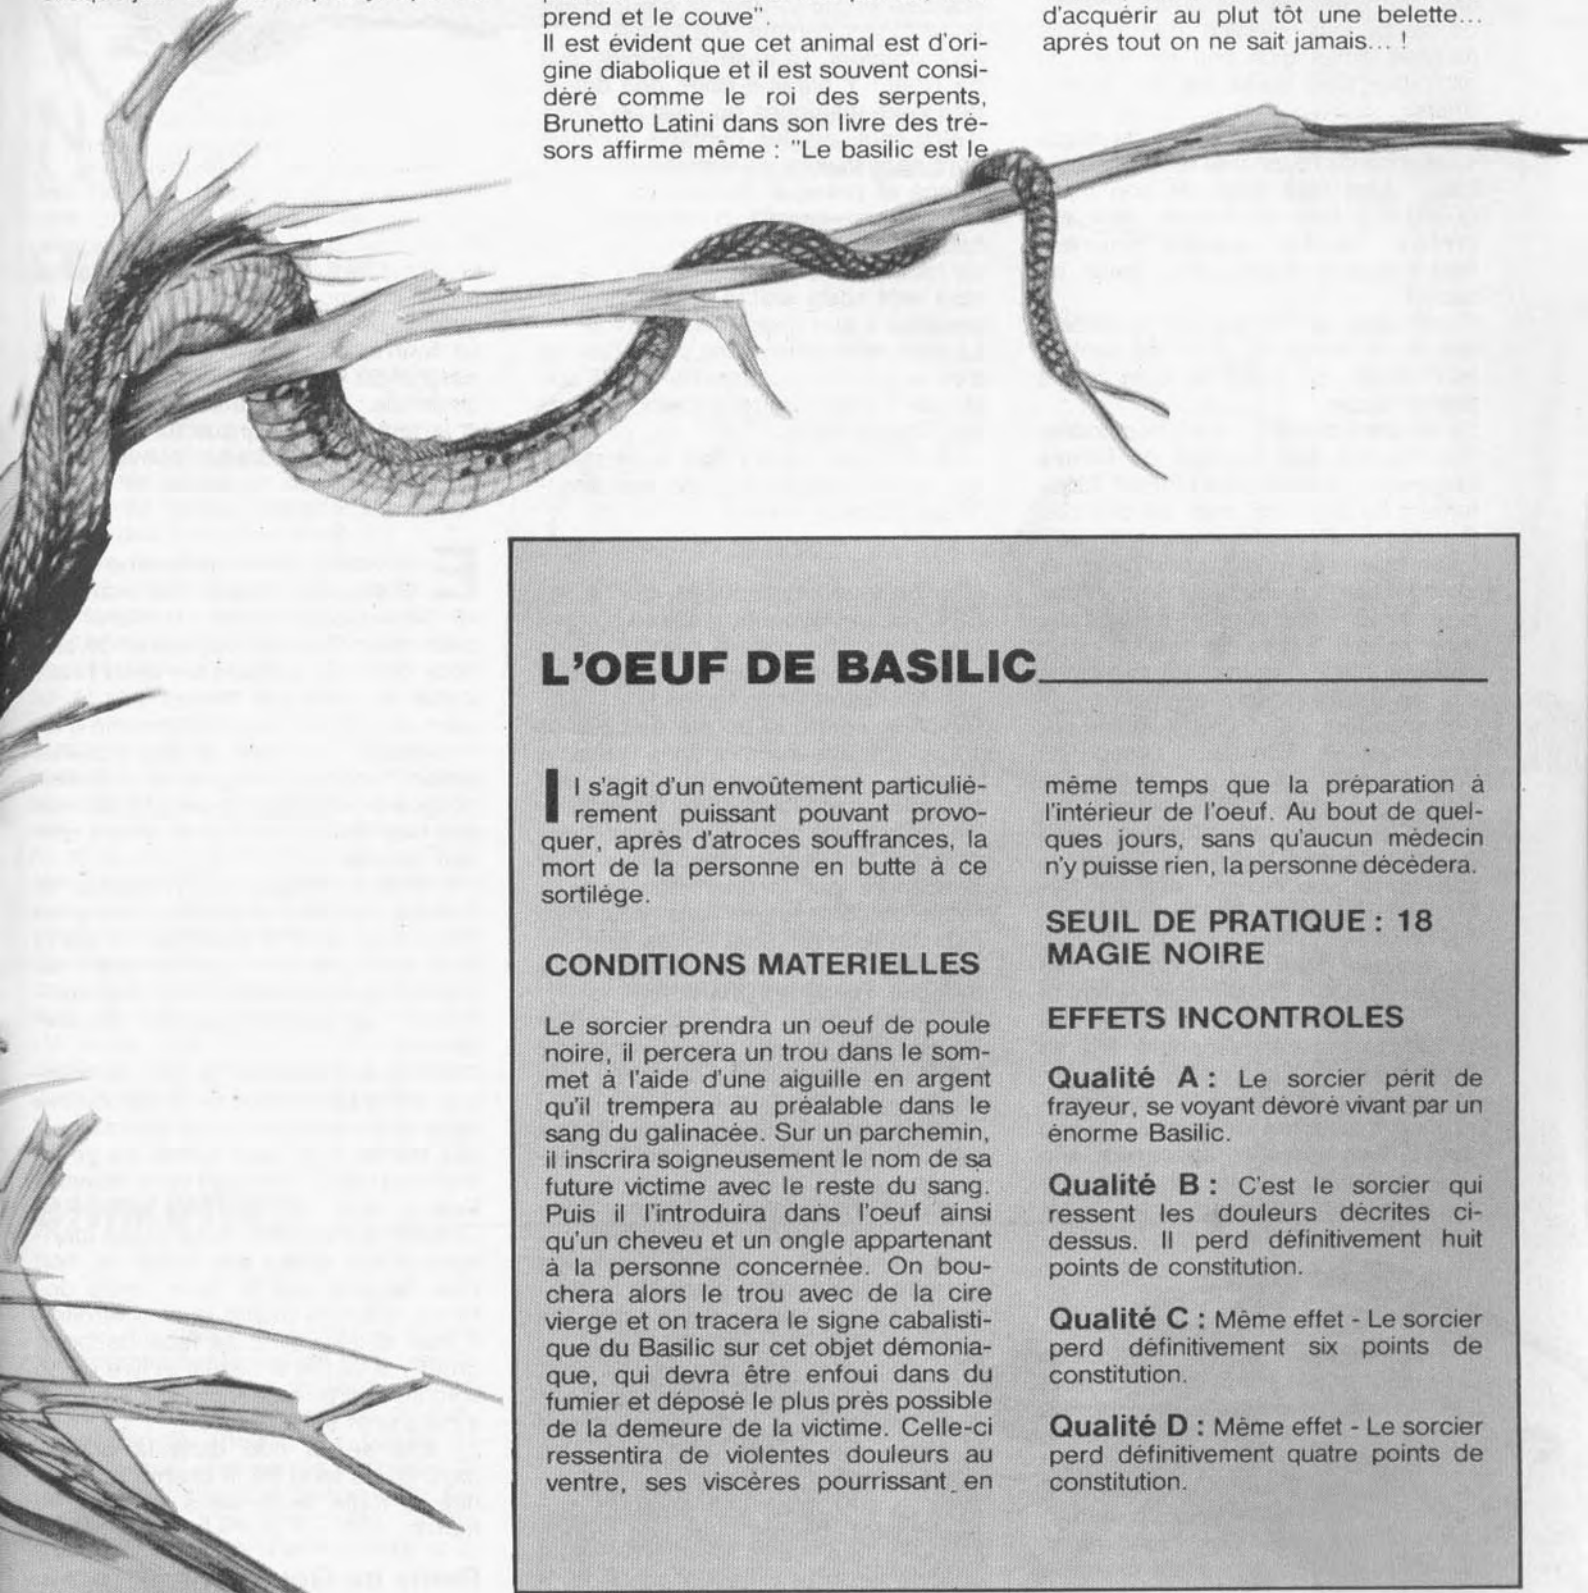 prend et le couve".
Il est évident que cet animal est d'ori-
gine diabolique et il est souvent consi-
déré comme le roi des serpents,
Brunetto Latini dans son livre des tré-
sors affirme même : "Le basilic est le
d'acquérir au plut tôt une belette...
après tout on ne sait jamais... !
L'OEUF DE BASILIC
Il s'agit d'un envoûtement particuliè-
rement puissant pouvant provo-
quer, après d'atroces souffrances, la
mort de la personne en butte à ce
sortilège.
CONDITIONS MATERIELLES
Le sorcier prendra un oeuf de poule
noire, il percera un trou dans le som-
met à l'aide d'une aiguille en argent
qu'il trempera au préalable dans le
sang du galinacée. Sur un parchemin,
il inscrira soigneusement le nom de sa
future victime avec le reste du sang.
Puis il l'introduira dans l'oeuf ainsi
qu'un cheveu et un ongle appartenant
à la personne concernée. On bou-
chera alors le trou avec de la cire
vierge et on tracera le signe cabalisti-
que du Basilic sur cet objet démonia-
que, qui devra être enfoui dans du
fumier et déposé le plus près possible
de la demeure de la victime. Celle-ci
ressentira de violentes douleurs au
ventre, ses viscères pourrissant en
même temps que la préparation à
l'intérieur de l'oeuf. Au bout de quel-
ques jours, sans qu'aucun médecin
n'y puisse rien, la personne décèdera.
SEUIL DE PRATIQUE : 18
MAGIE NOIRE
EFFETS INCONTROLES
Qualité A : Le sorcier périt de
frayeur, se voyant dévoré vivant par un
énorme Basilic.
Qualité B : C'est le sorcier qui
ressent les douleurs décrites ci-
dessus. Il perd définitivement huit
points de constitution.
Qualité C : Même effet - Le sorcier
perd définitivement six points de
constitution.
Qualité D : Même effet - Le sorcier
perd définitivement quatre points de
constitution.